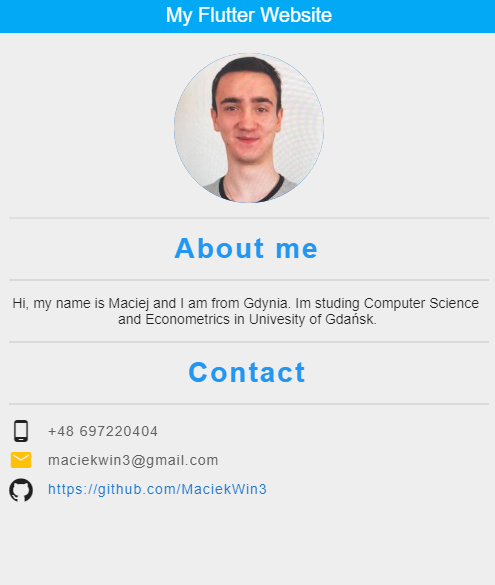 My Flutter Website
About me
Hi, my name is Maciej and I am from Gdynia. Im studing Computer Science
and Econometrics in Univesity of Gdańsk.
Contact
+48 697220404
maciekwin3@gmail.com
https://github.com/MaciekWin3